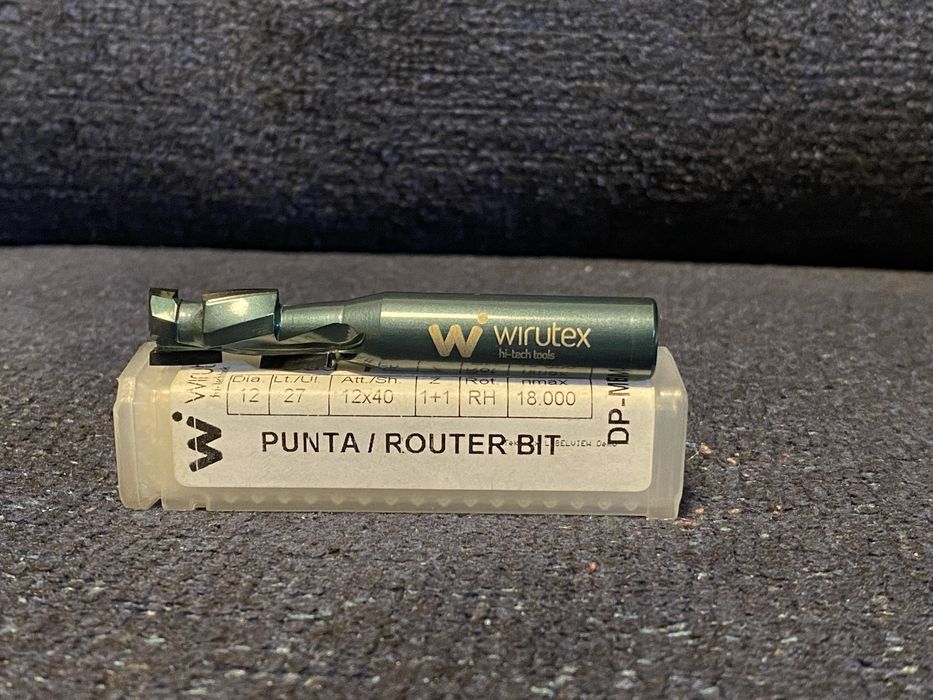 wirutex
hi-tech tools
Dia. Lt./Ul Att./Sh. Z Rot nmax
12 27 12x40 1+1 RH 18.000
PUNTA / ROUTER BIT